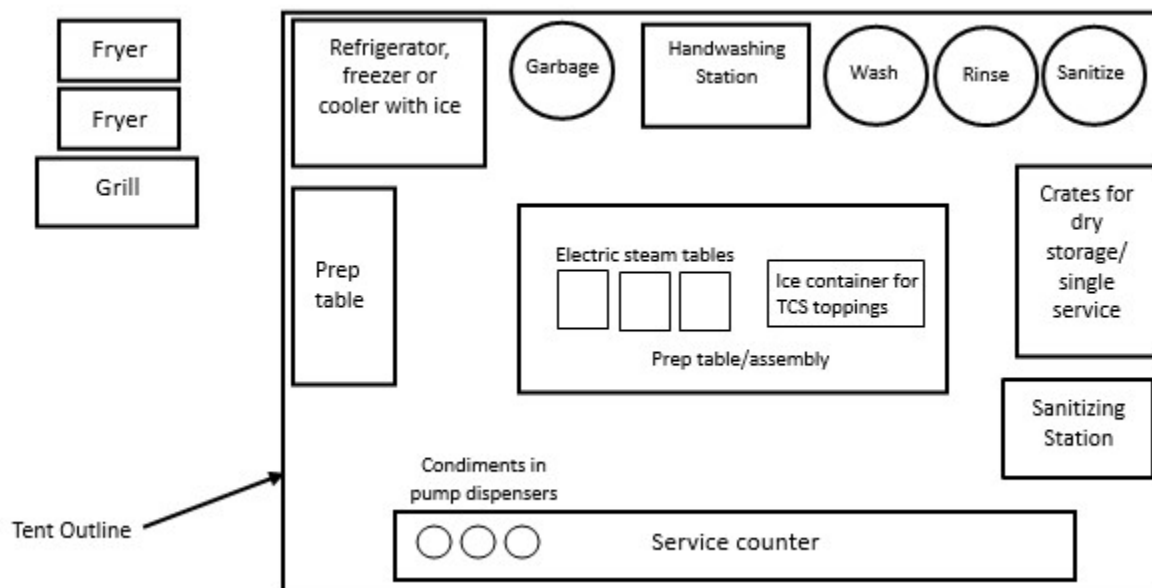 Fryer
Fryer
Grill
Refrigerator,
freezer or
cooler with ice
Garbage
Handwashing
Station
Wash
Rinse
Sanitize
Prep
table
Electric steam tables
Ice container for
TCS toppings
Prep table/assembly
Crates for
dry
storage/
single
service
Sanitizing
Station
Condiments in
pump dispensers
Service counter
Tent Outline